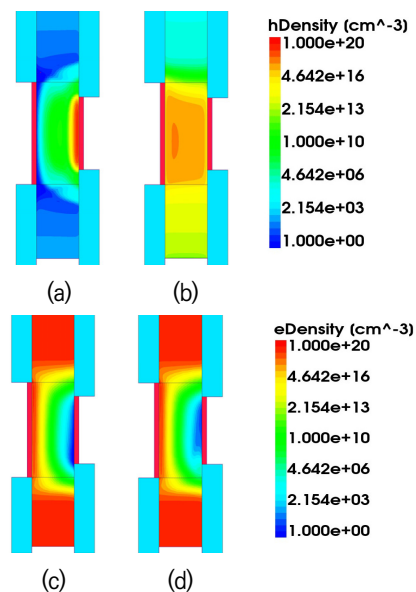 hDensity [cm^-3]
1.000e+20
4.642e+16
2.154e+13
1.000e+10
4.642e+06
2.154e+03
1.000e+00
(a)
(b)
eDensity [cm^-3]
1.000e+20
4.642e+16
2.154e+13
1.000e+10
4.642e+06
2.154e+03
1.000e+00
(c)
(d)